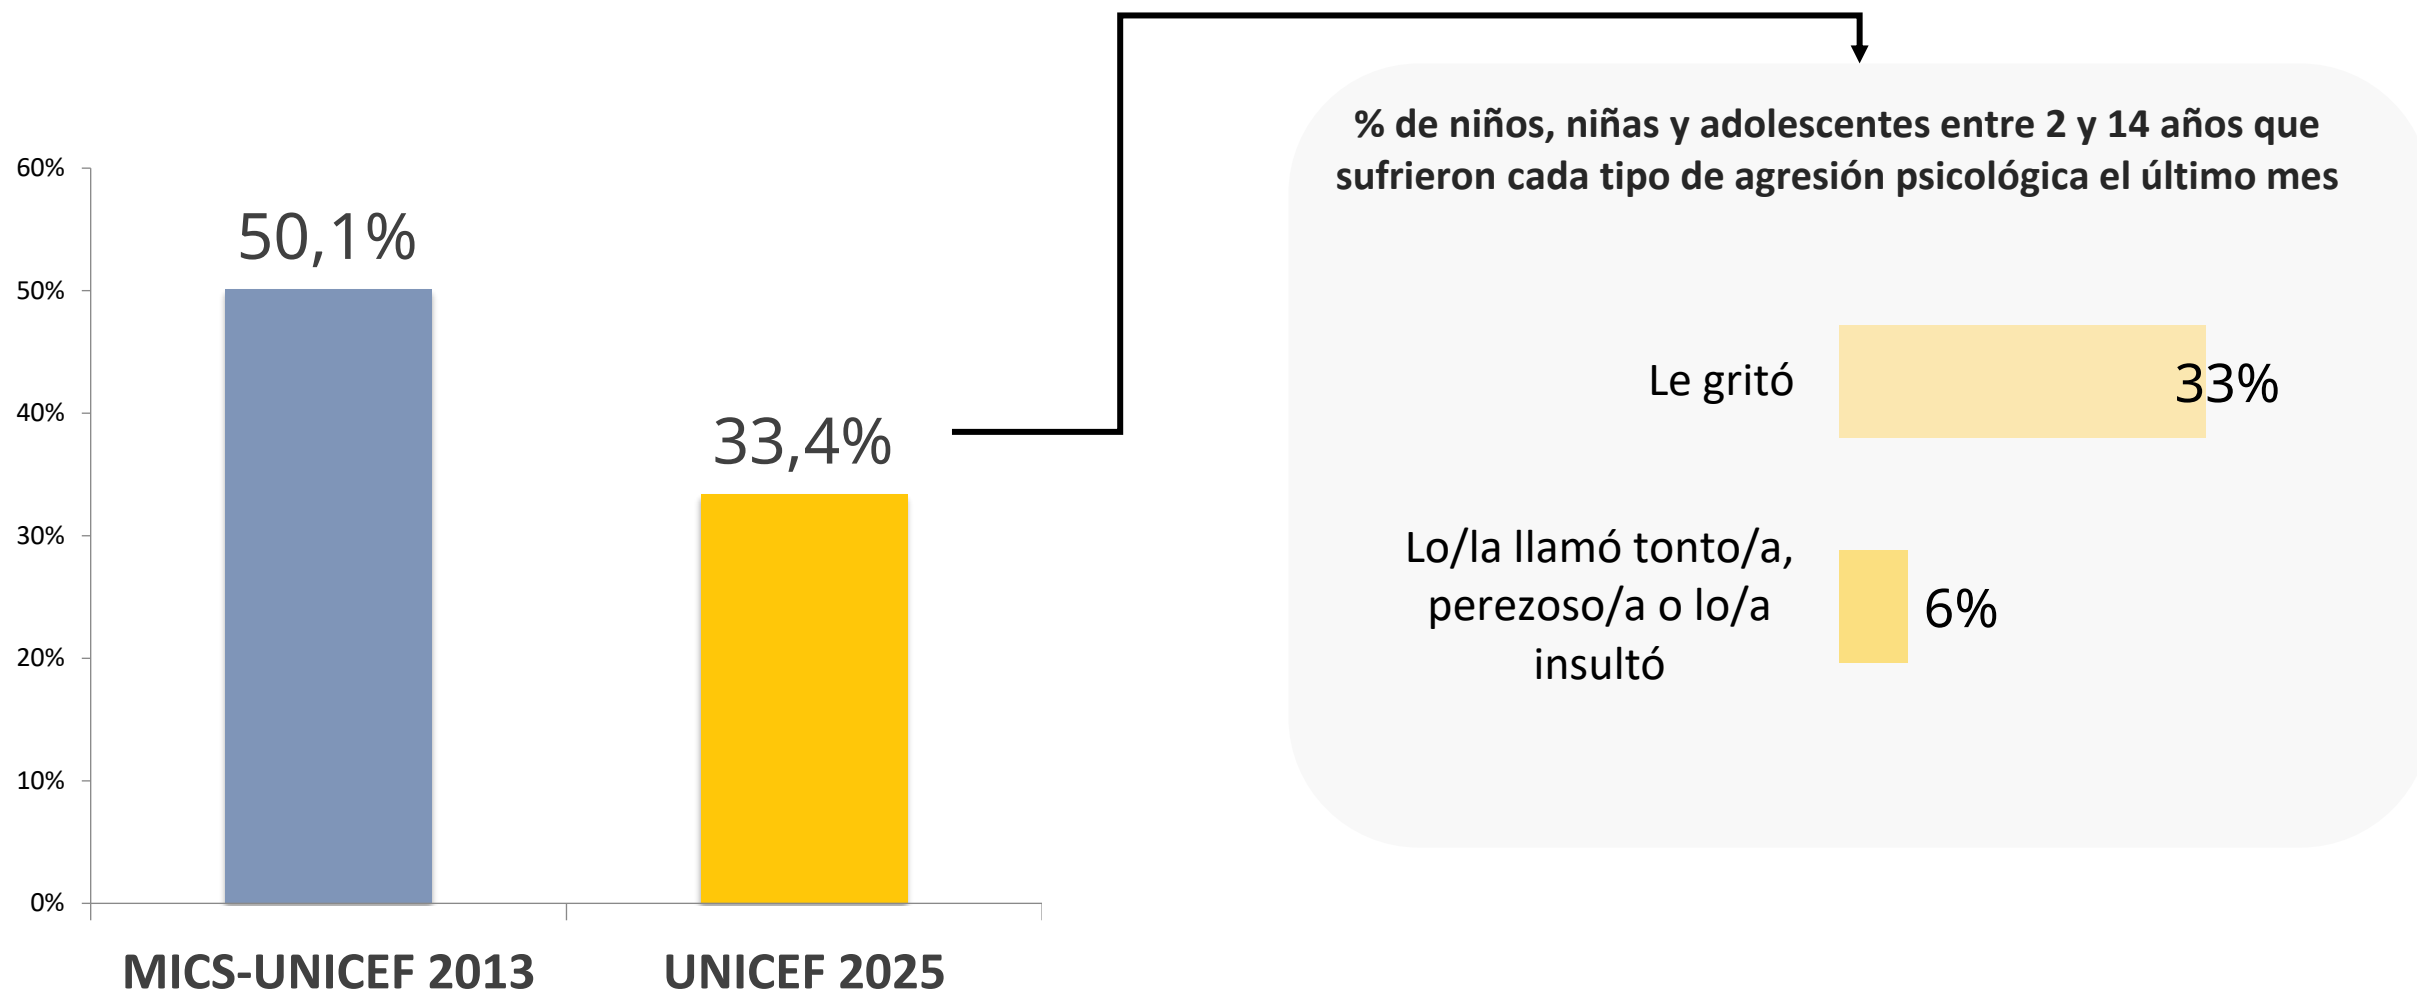 60%
50%
40%
30%
20%
10%
0%
50,1%
33,4%
MICS-UNICEF 2013
UNICEF 2025
% de niños, niñas y adolescentes entre 2 y 14 años que
sufrieron cada tipo de agresión psicológica el último mes
Le gritó
33%
Lo/la llamó tonto/a,
perezoso/a o lo/a
insultó
6%